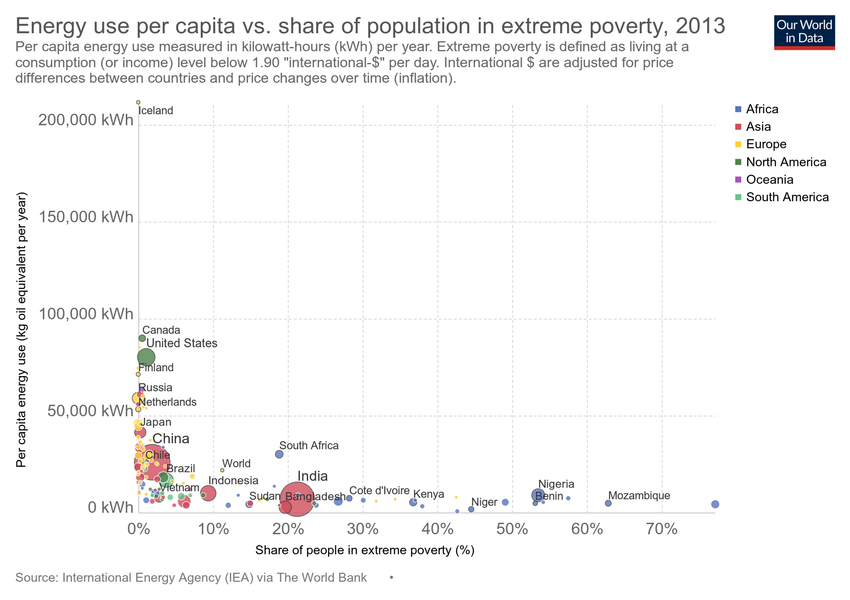 Energy use per capita vs. share of population in extreme poverty, 2013
Per capita energy use measured in kilowatt-hours (kWh) per year. Extreme poverty is defined as living at a
consumption (or income) level below 1.90 "international-$" per day. International $ are adjusted for price
differences between countries and price changes over time (inflation).
Our World
in Data
Per capita energy use (kg oil equivalent per year)
200,000 kWh
150,000 kWh
100,000 kWh
50,000 kWh
0 kWh
Iceland
Canada
United States
Finland
Russia
Netherlands
Japan
China
Chile
Brazil
Vietnam
World
Indonesia
South Africa
India
Sudan
Bangladesh
Cote d'Ivoire
Kenya
Niger
Nigeria
Benin
Mozambique
0%
10%
20%
30%
40%
50%
60%
70%
Share of people in extreme poverty (%)
Africa
Asia
Europe
North America
Oceania
South America
Source: International Energy Agency (IEA) via The World Bank •